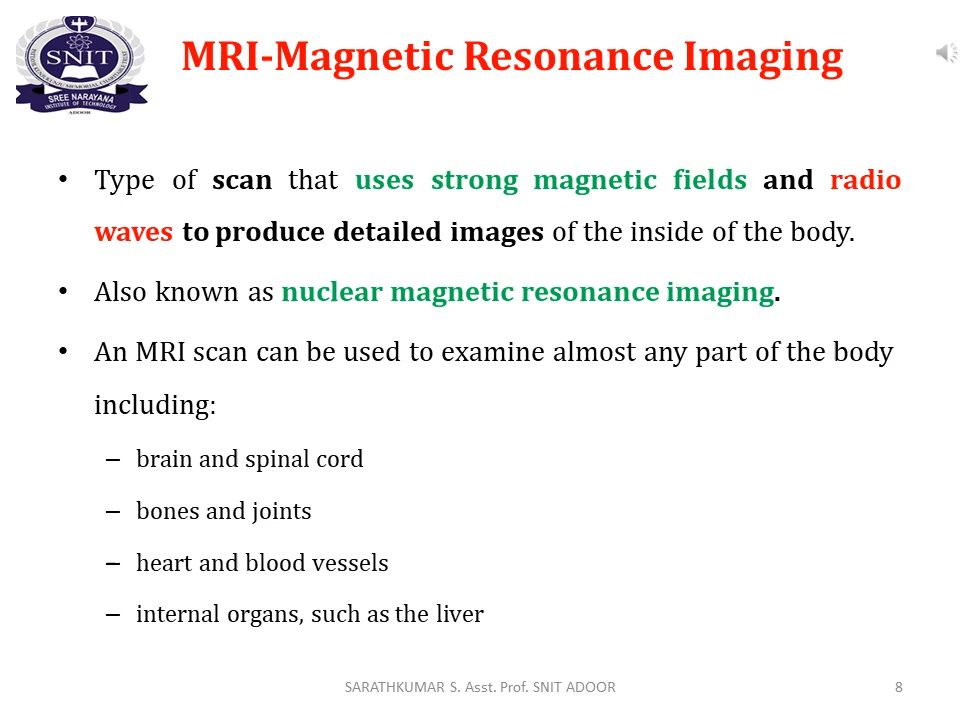 SNIT
SREE NARAYANA
INSTITUTE OF TECHNOLOGY
ADOOR
MRI-Magnetic Resonance Imaging
• Type of scan that uses strong magnetic fields and radio
waves to produce detailed images of the inside of the body.
• Also known as nuclear magnetic resonance imaging.
• An MRI scan can be used to examine almost any part of the body
including:
– brain and spinal cord
– bones and joints
– heart and blood vessels
– internal organs, such as the liver
SARATHKUMAR S. Asst. Prof. SNIT ADOOR
8